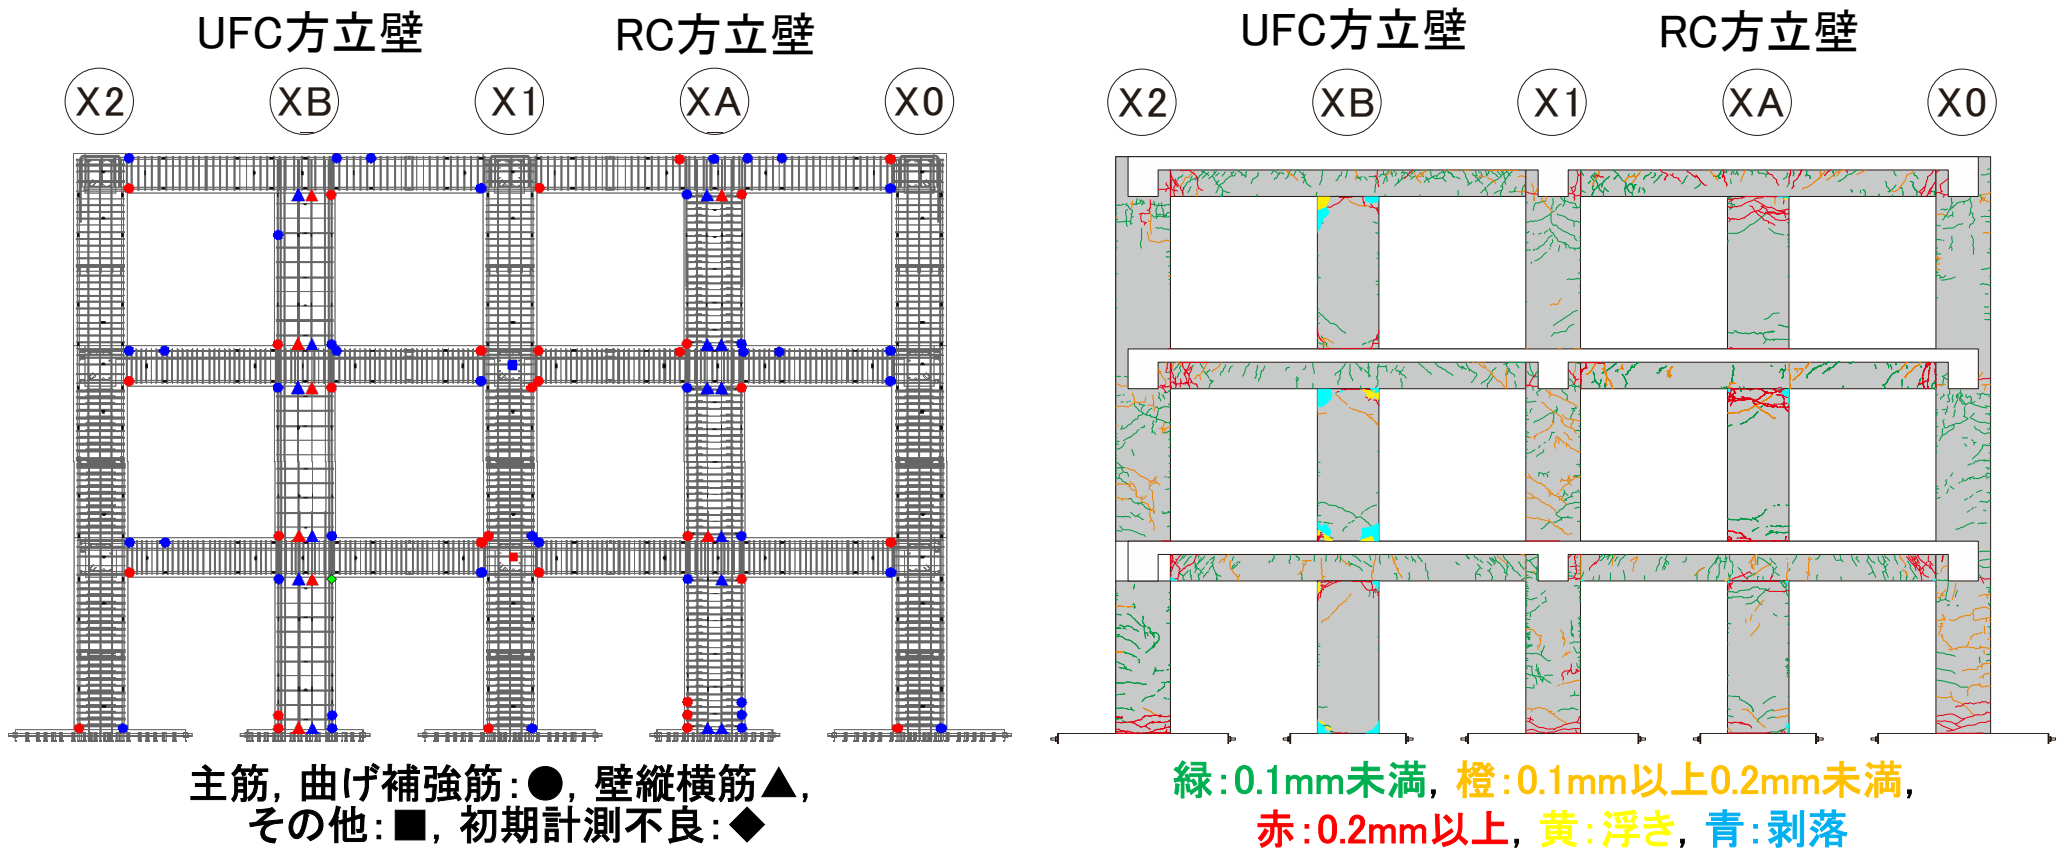 UFC方立壁 RC方立壁
X2 XB X1 XA X0
主筋, 曲げ補強筋:●, 壁縦横筋▲,
その他:■, 初期計測不良:◆
UFC方立壁 RC方立壁
X2 XB X1 XA X0
緑:0.1mm未満, 橙:0.1mm以上0.2mm未満,
赤:0.2mm以上, 黄:浮き, 青:剥落